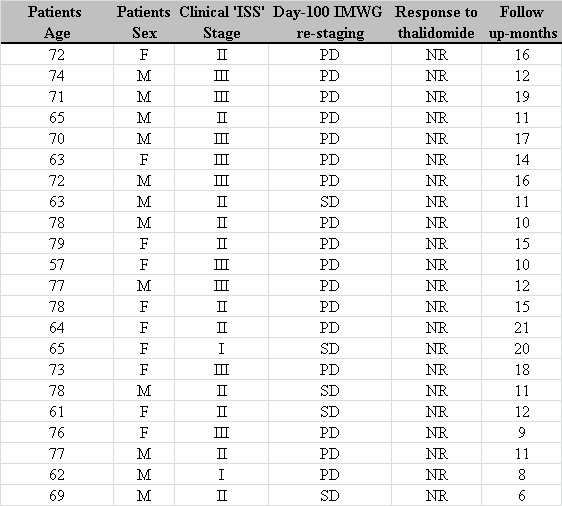 Patients Patients Clinical 'ISS' Day-100 IMWG Response to Follow
Age Sex Stage re-staging thalidomide up-months
72 F II PD NR 16
74 M III PD NR 12
71 M III PD NR 19
65 M II PD NR 11
70 M III PD NR 17
63 F III PD NR 14
72 M III PD NR 16
63 M II SD NR 11
78 M II PD NR 10
79 F II PD NR 15
57 F III PD NR 10
77 M III PD NR 12
78 F II PD NR 15
64 F II PD NR 21
65 F I SD NR 20
73 F III PD NR 18
78 M II SD NR 11
61 F II SD NR 12
76 F III PD NR 9
77 M II PD NR 11
62 M I PD NR 8
69 M II SD NR 6